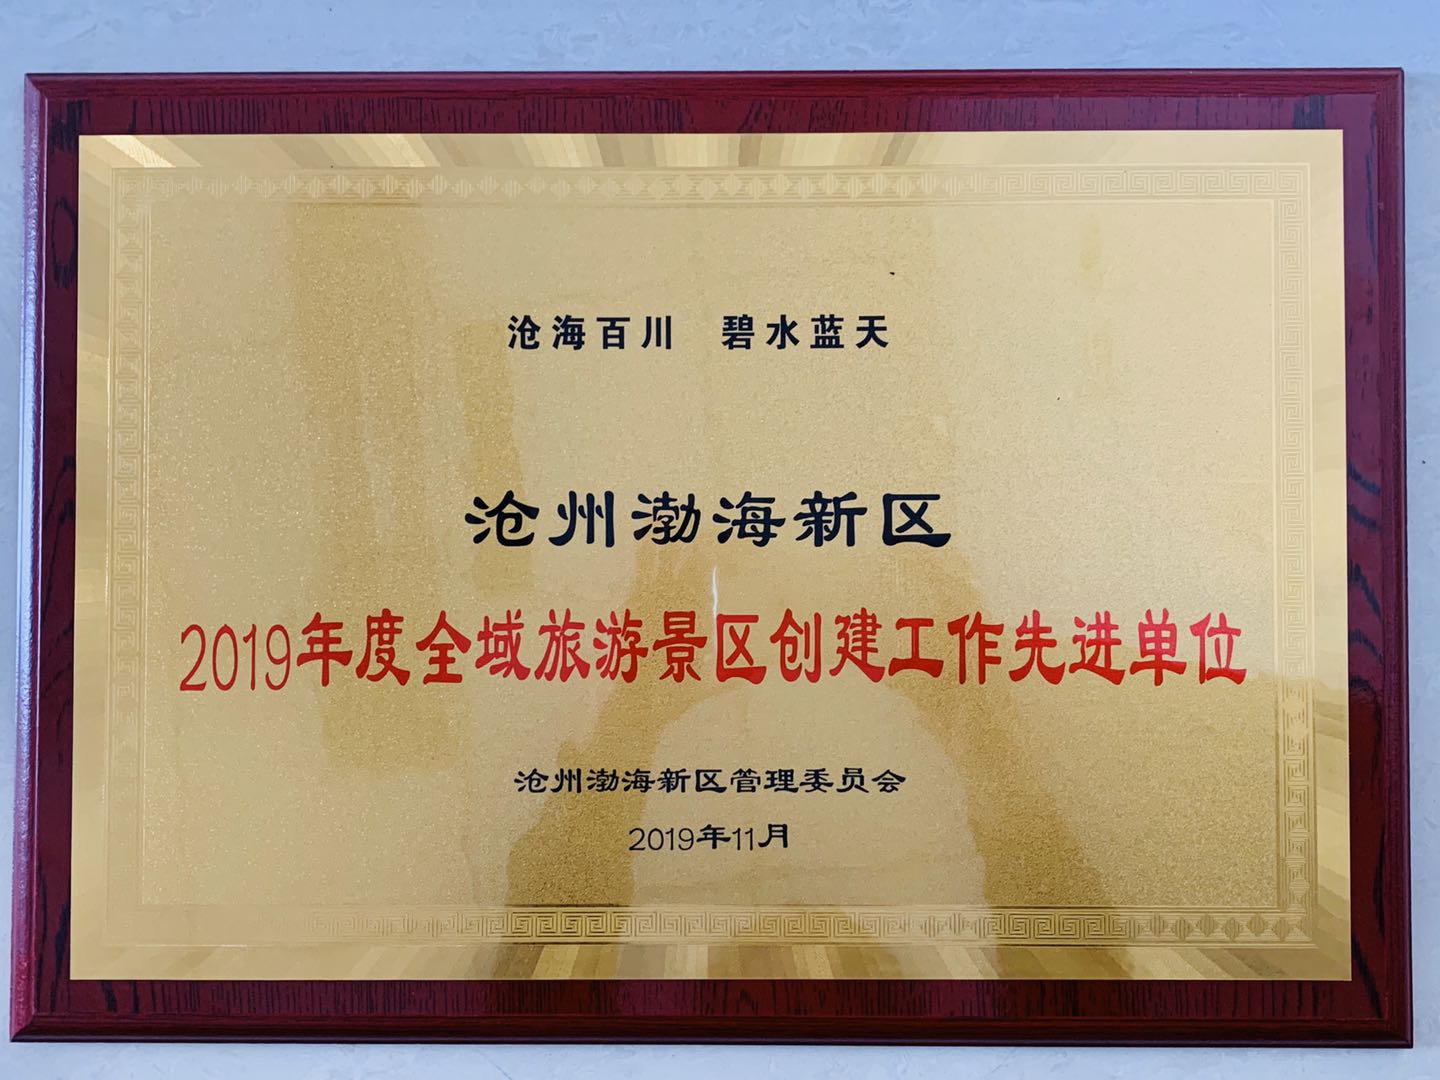 沧海百川 碧水蓝天
沧州渤海新区
2019年度全域旅游景区创建工作先进单位
沧州渤海新区管理委员会
2019年11月